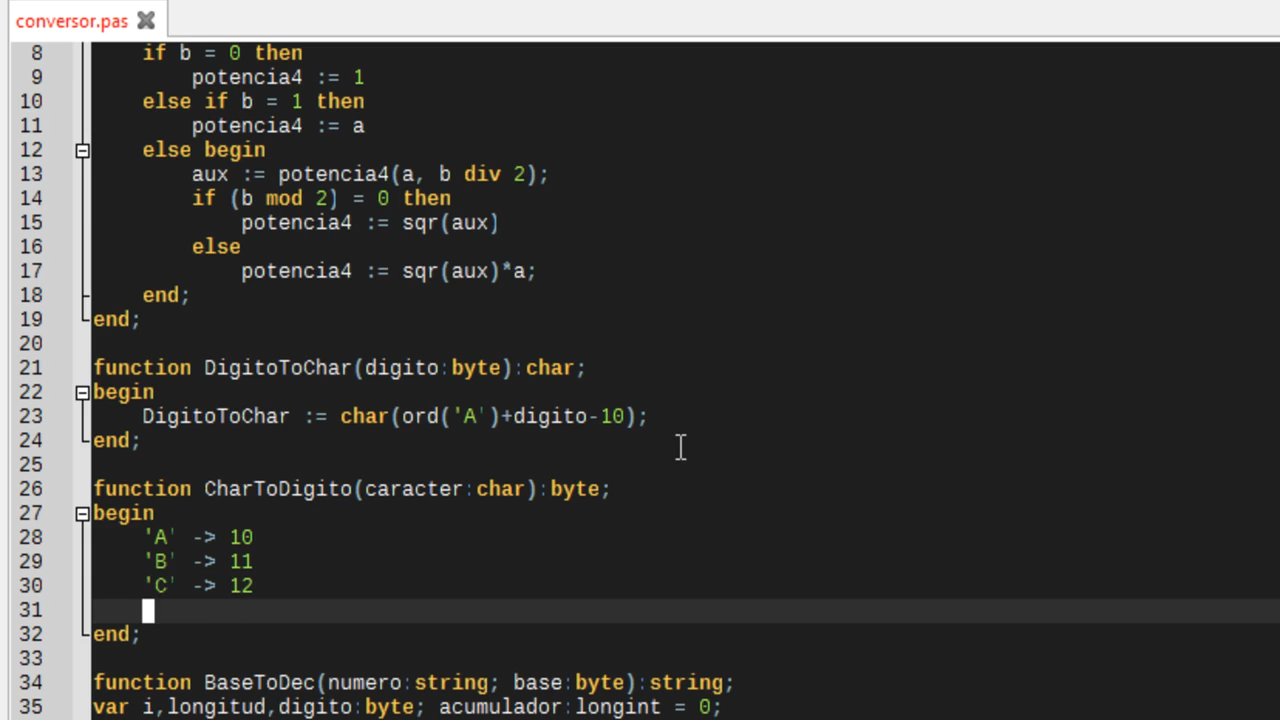 conversor.pas
8 if b = 0 then
9 potencia4 := 1
10 else if b = 1 then
11 potencia4 := a
12 else begin
13 aux := potencia4(a, b div 2);
14 if (b mod 2) = 0 then
15 potencia4 := sqr(aux)
16 else
17 potencia4 := sqr(aux)*a;
18 end;
19 end;
20
21 function DigitoToChar(digito:byte):char;
22 begin
23 DigitoToChar := char(ord('A')+digito-10);
24 end;
25
26 function CharToDigito(caracter:char):byte;
27 begin
28 'A' -> 10
29 'B' -> 11
30 'C' -> 12
31
32 end;
33
34 function BaseToDec(numero:string; base:byte):string;
35 var i,longitud,digito:byte; acumulador:longint = 0;